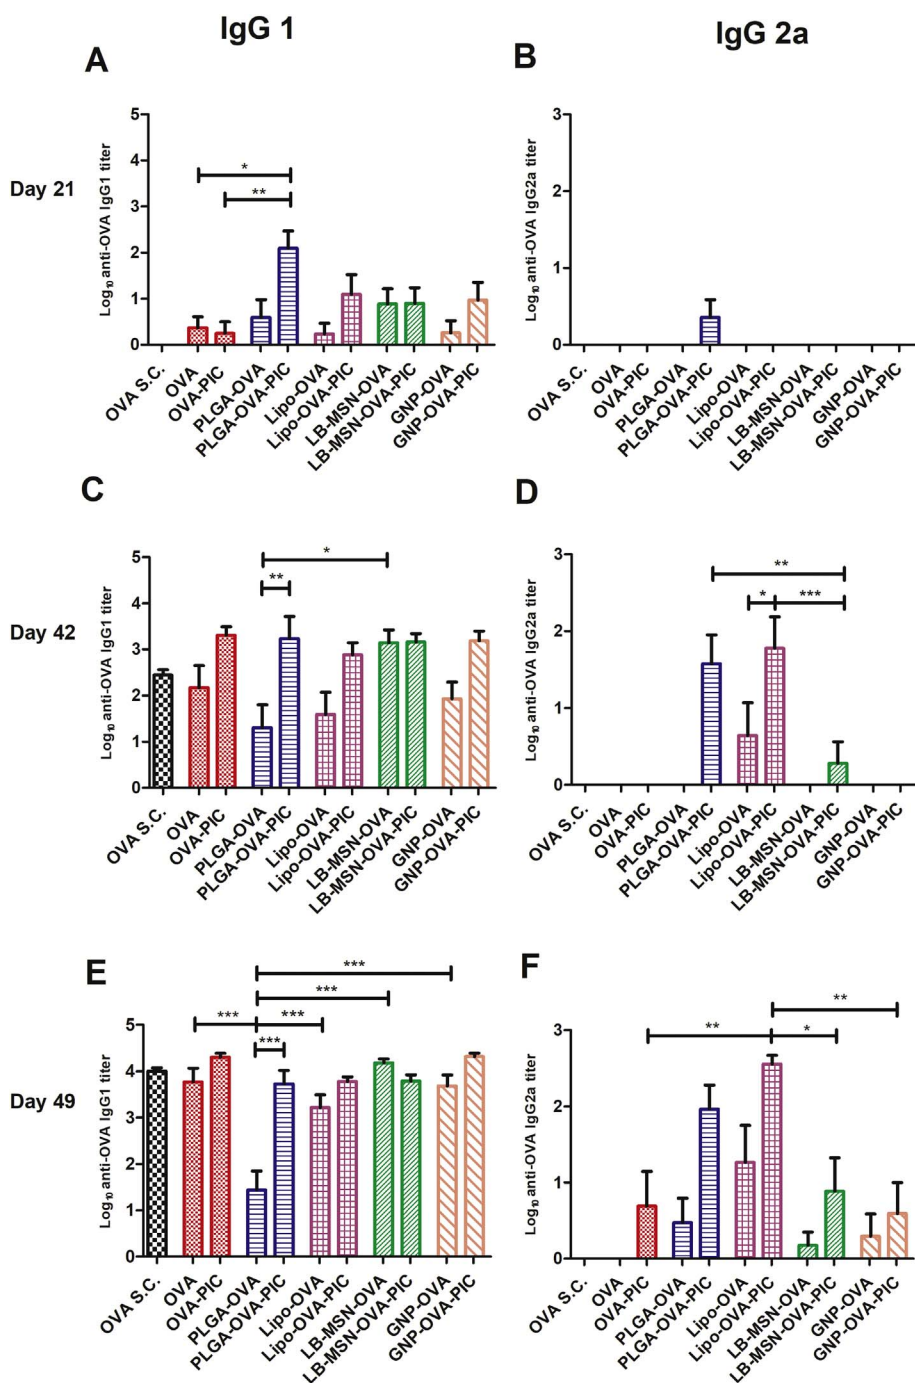 IgG 1
IgG 2a
A
B
Day 21
Log10 anti-OVA IgG1 titer
5
4
3
2
1
0
*
**
OVA S.C.
OVA
OVA-PIC
PLGA-OVA
PLGA-OVA-PIC
Lipo-OVA
Lipo-OVA-PIC
LB-MSN-OVA
LB-MSN-OVA-PIC
GNP-OVA
GNP-OVA-PIC
Log10 anti-OVA IgG2a titer
3
2
1
0
OVA S.C.
OVA
OVA-PIC
PLGA-OVA
PLGA-OVA-PIC
Lipo-OVA
Lipo-OVA-PIC
LB-MSN-OVA
LB-MSN-OVA-PIC
GNP-OVA
GNP-OVA-PIC
C
D
Day 42
Log10 anti-OVA IgG1 titer
5
4
3
2
1
0
*
**
OVA S.C.
OVA
OVA-PIC
PLGA-OVA
PLGA-OVA-PIC
Lipo-OVA
Lipo-OVA-PIC
LB-MSN-OVA
LB-MSN-OVA-PIC
GNP-OVA
GNP-OVA-PIC
Log10 anti-OVA IgG2a titer
3
2
1
0
**
*
***
OVA S.C.
OVA
OVA-PIC
PLGA-OVA
PLGA-OVA-PIC
Lipo-OVA
Lipo-OVA-PIC
LB-MSN-OVA
LB-MSN-OVA-PIC
GNP-OVA
GNP-OVA-PIC
E
F
Day 49
Log10 anti-OVA IgG1 titer
5
4
3
2
1
0
***
***
***
***
***
OVA S.C.
OVA
OVA-PIC
PLGA-OVA
PLGA-OVA-PIC
Lipo-OVA
Lipo-OVA-PIC
LB-MSN-OVA
LB-MSN-OVA-PIC
GNP-OVA
GNP-OVA-PIC
Log10 anti-OVA IgG2a titer
3
2
1
0
**
**
*
OVA S.C.
OVA
OVA-PIC
PLGA-OVA
PLGA-OVA-PIC
Lipo-OVA
Lipo-OVA-PIC
LB-MSN-OVA
LB-MSN-OVA-PIC
GNP-OVA
GNP-OVA-PIC